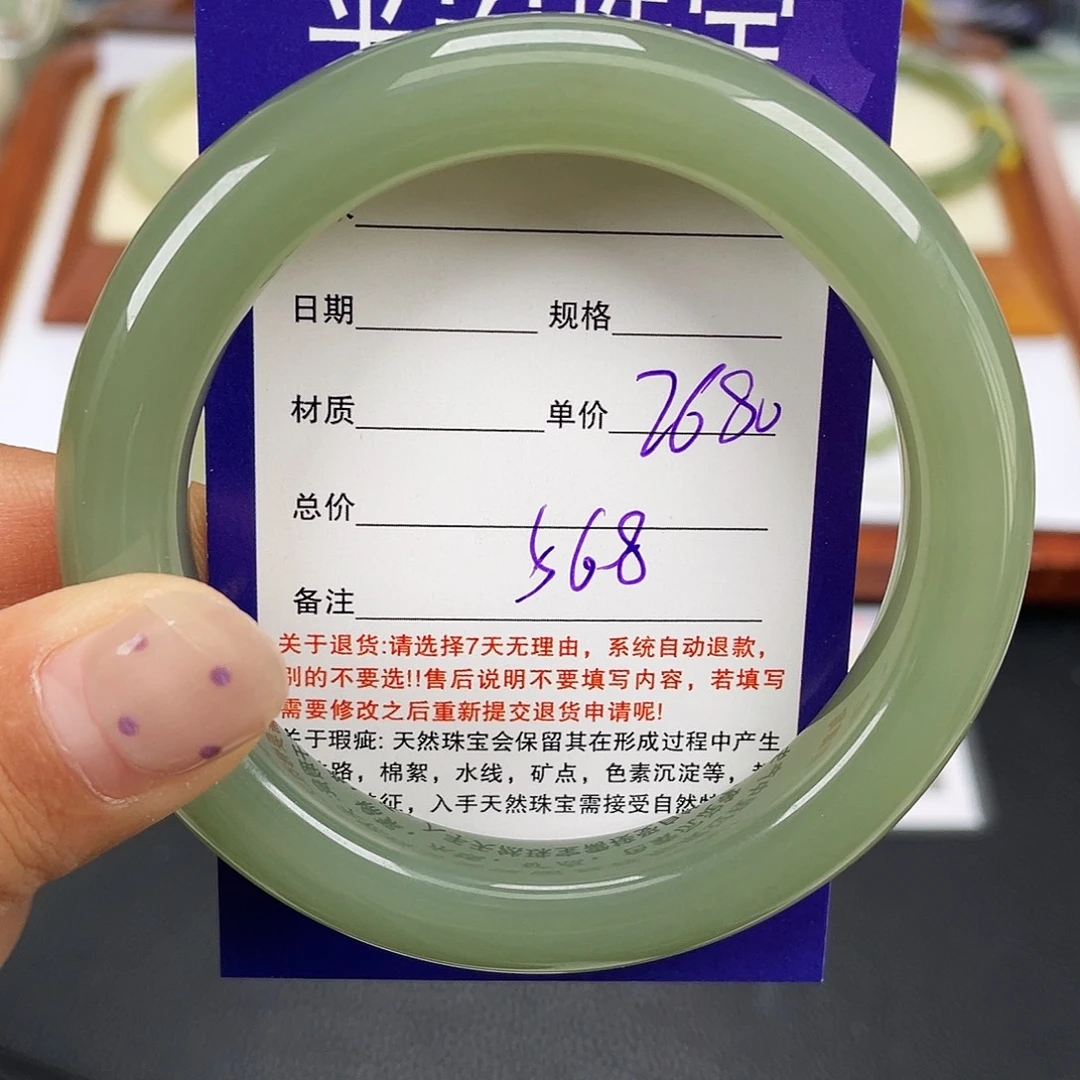 日期 规格
材质 单价 7680
总价
568
备注
关于退货:请选择7天无理由，系统自动退款，
别的不要选!!售后说明不要填写内容，若填写
需要修改之后重新提交退货申请呢!
关于瑕疵: 天然珠宝会保留其在形成过程中产生
路，棉絮，水线，矿点，色素沉淀等，
征，入手天然珠宝需接受自然